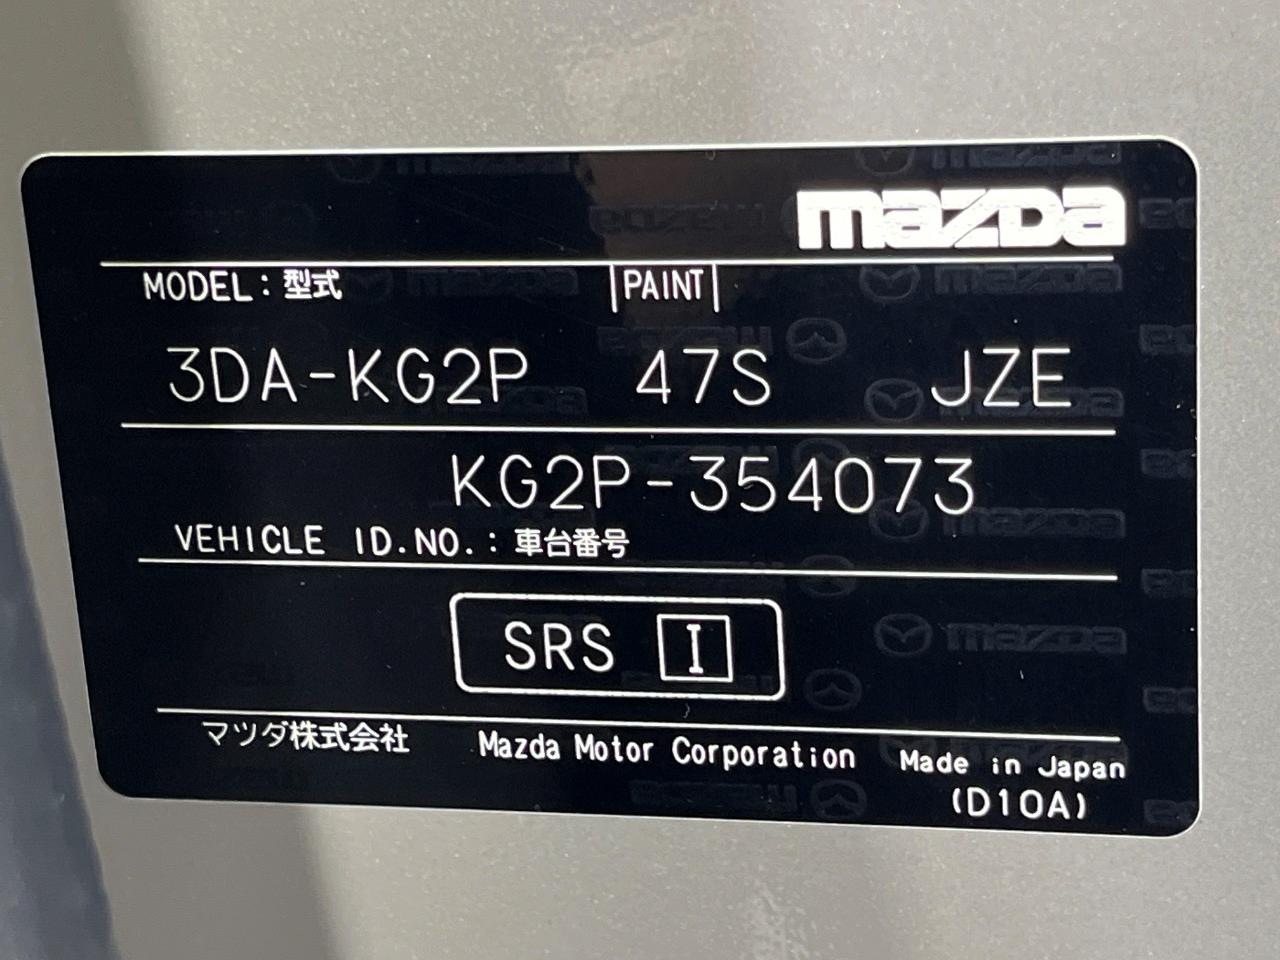 mazda
MODEL：型式 PAINT
3DA-KG2P 47S JZE
KG2P-354073
VEHICLE ID.NO.：車台番号
SRS I
マツダ株式会社 Mazda Motor Corporation Made in Japan
(D10A)